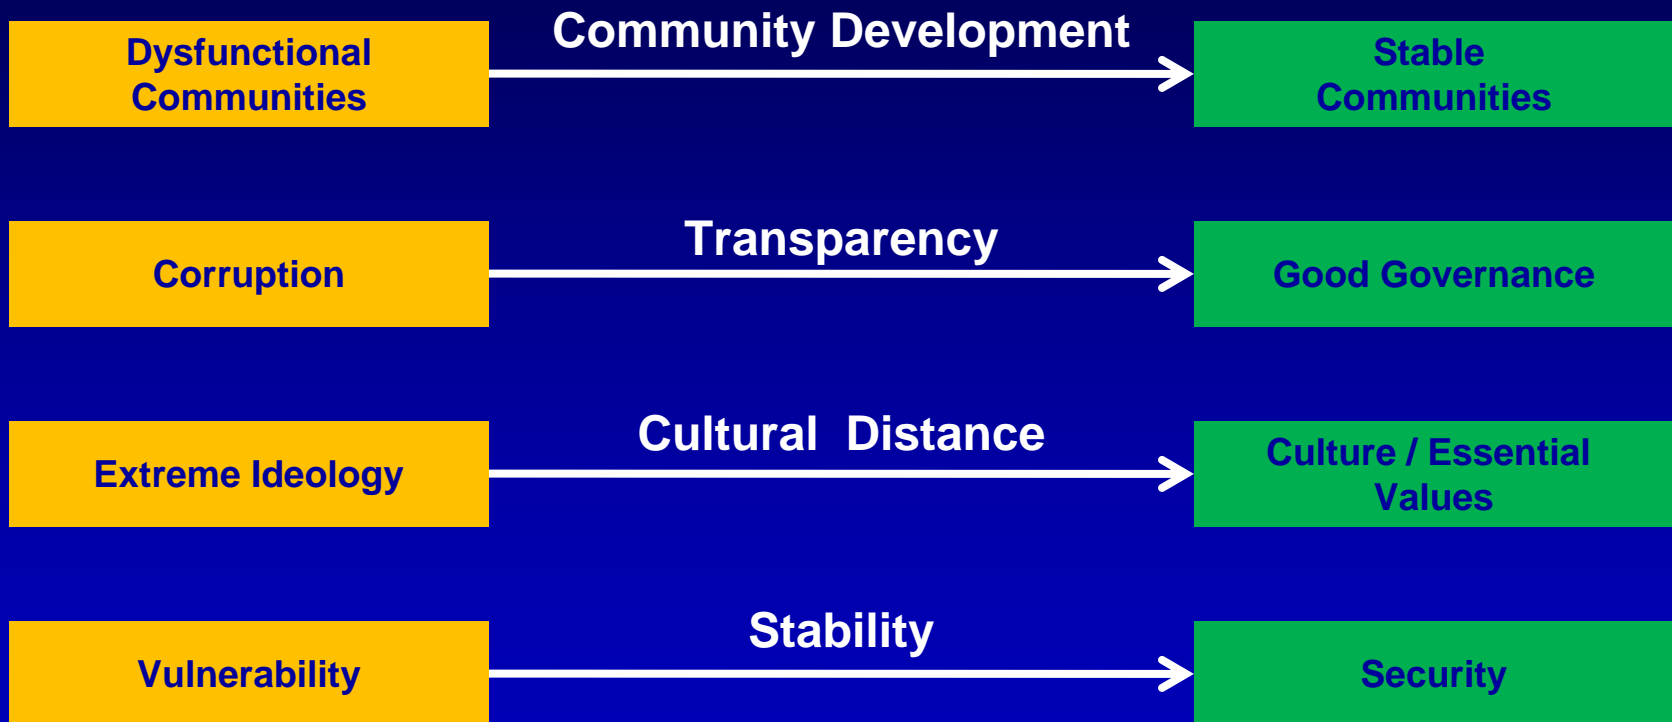 Community Development
Dysfunctional
Communities
Stable
Communities
Transparency
Corruption
Good Governance
Cultural  Distance
Extreme Ideology
Culture / Essential
Values
Stability
Vulnerability
Security